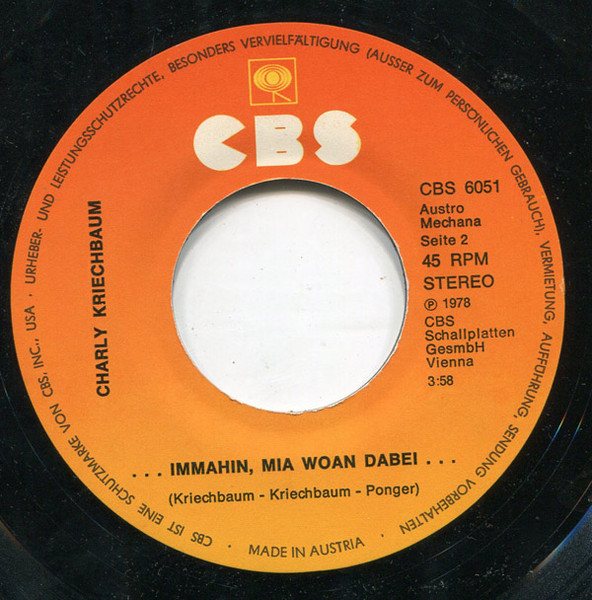 URHEBER- UND LEISTUNGSSCHUTZRECHTE, BESONDERS VERVIELFÄLTIGUNG (AUSSER ZUM PERSÖNLICHEN GEBRAUCH), VERMIETUNG, AUFFÜHRUNG, SENDUNG VORBEHALTEN
CBS
CHARLY KRIECHBAUM
CBS 6051
Austro
Mechana
Seite 2
45 RPM
STEREO
℗ 1978
CBS
Schallplatten
GesmbH
Vienna
3:58
. . . IMMAHIN, MIA WOAN DABEI . . .
(Kriechbaum - Kriechbaum - Ponger)
· MADE IN AUSTRIA ·
CBS IST EINE SCHUTZMARKE VON CBS, INC., USA ·